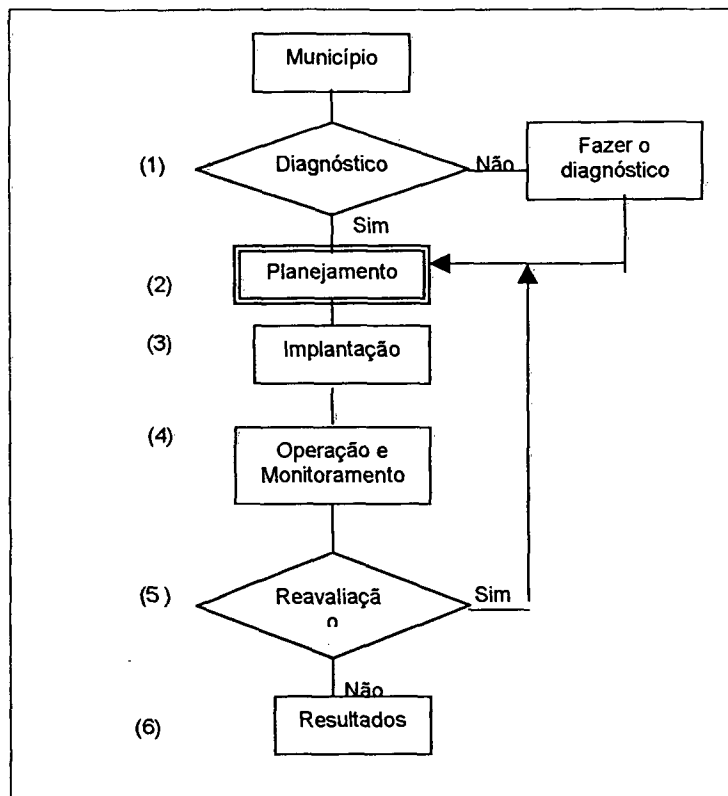 Município
(1)
Diagnóstico
Não
Fazer o
diagnóstico
Sim
(2)
Planejamento
(3)
Implantação
(4)
Operação e
Monitoramento
(5)
Reavaliaçã
o
Sim
Não
(6)
Resultados